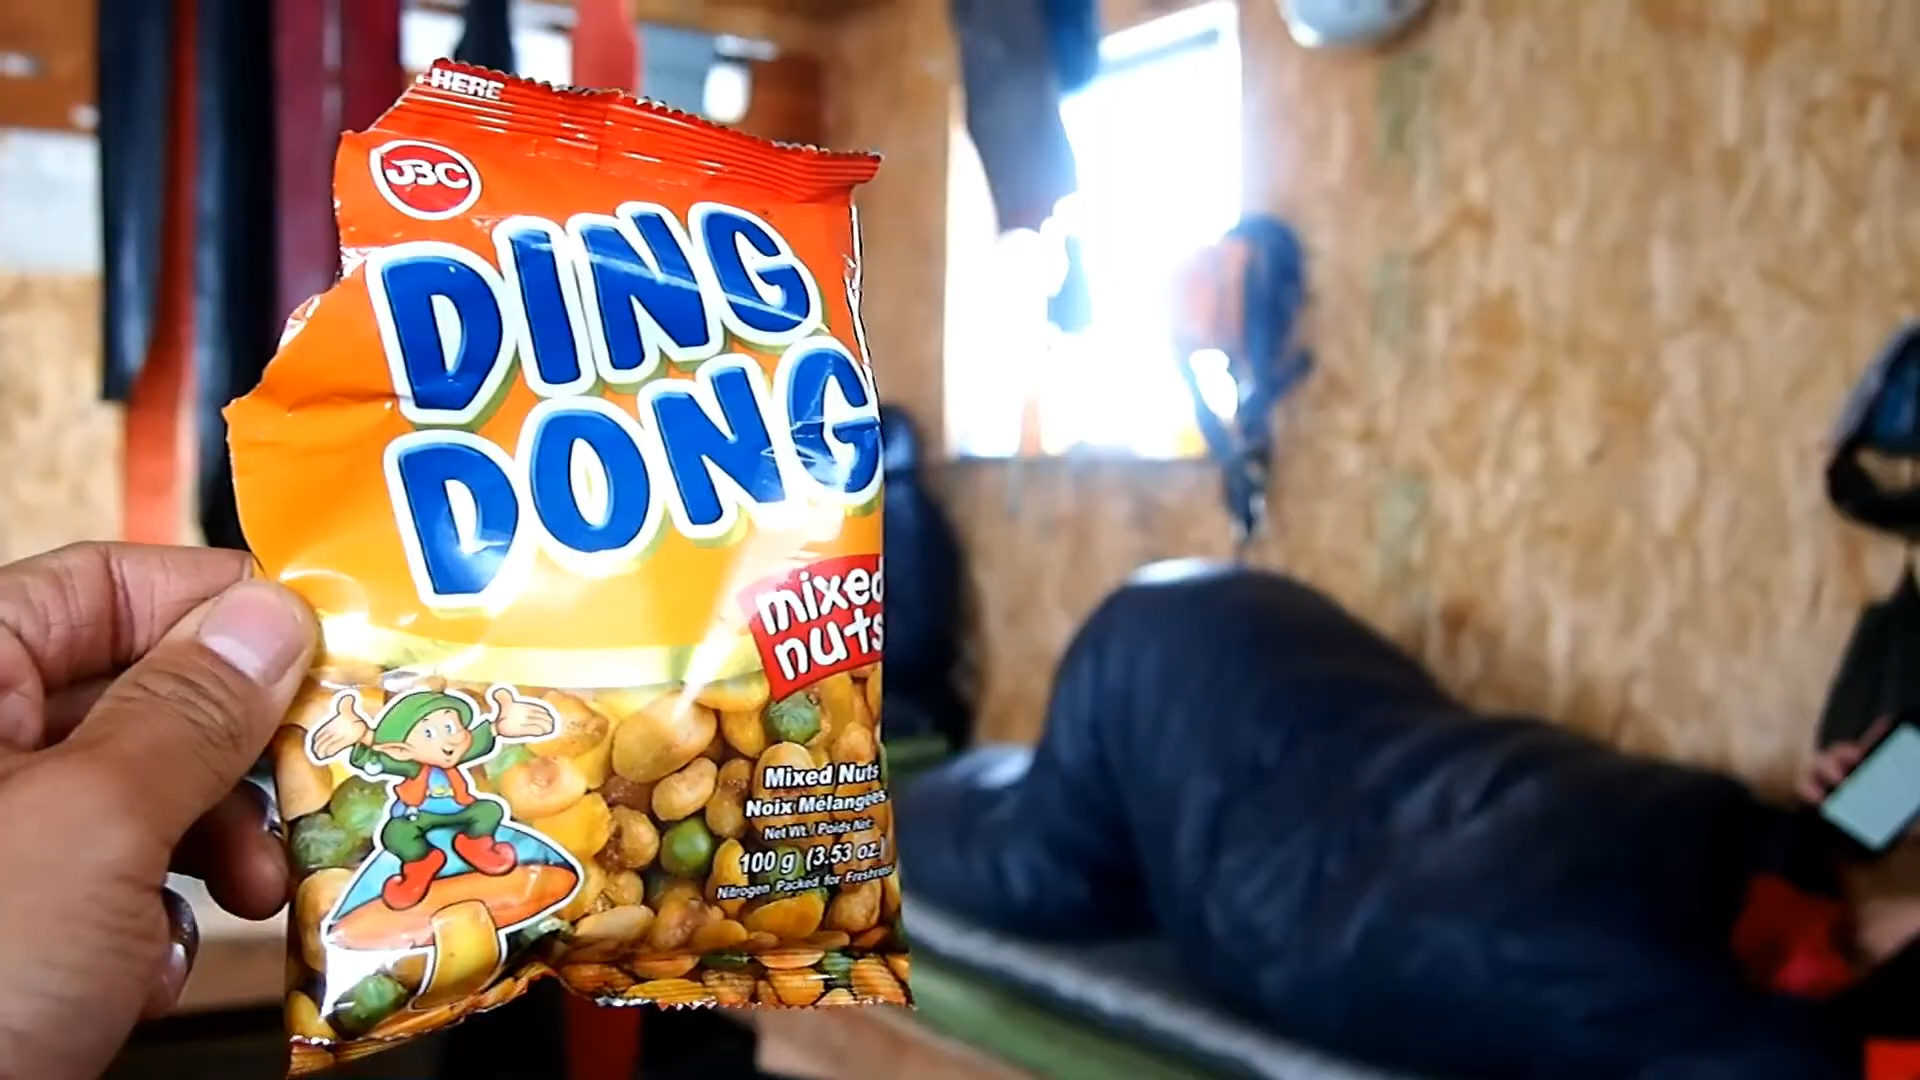 HERE
JBC
DING
DONG
mixed
nuts
Mixed Nuts
Noix Mélangées
Net Wt. / Poids Net:
100 g (3.53 oz.)
Nitrogen Packed for Freshness